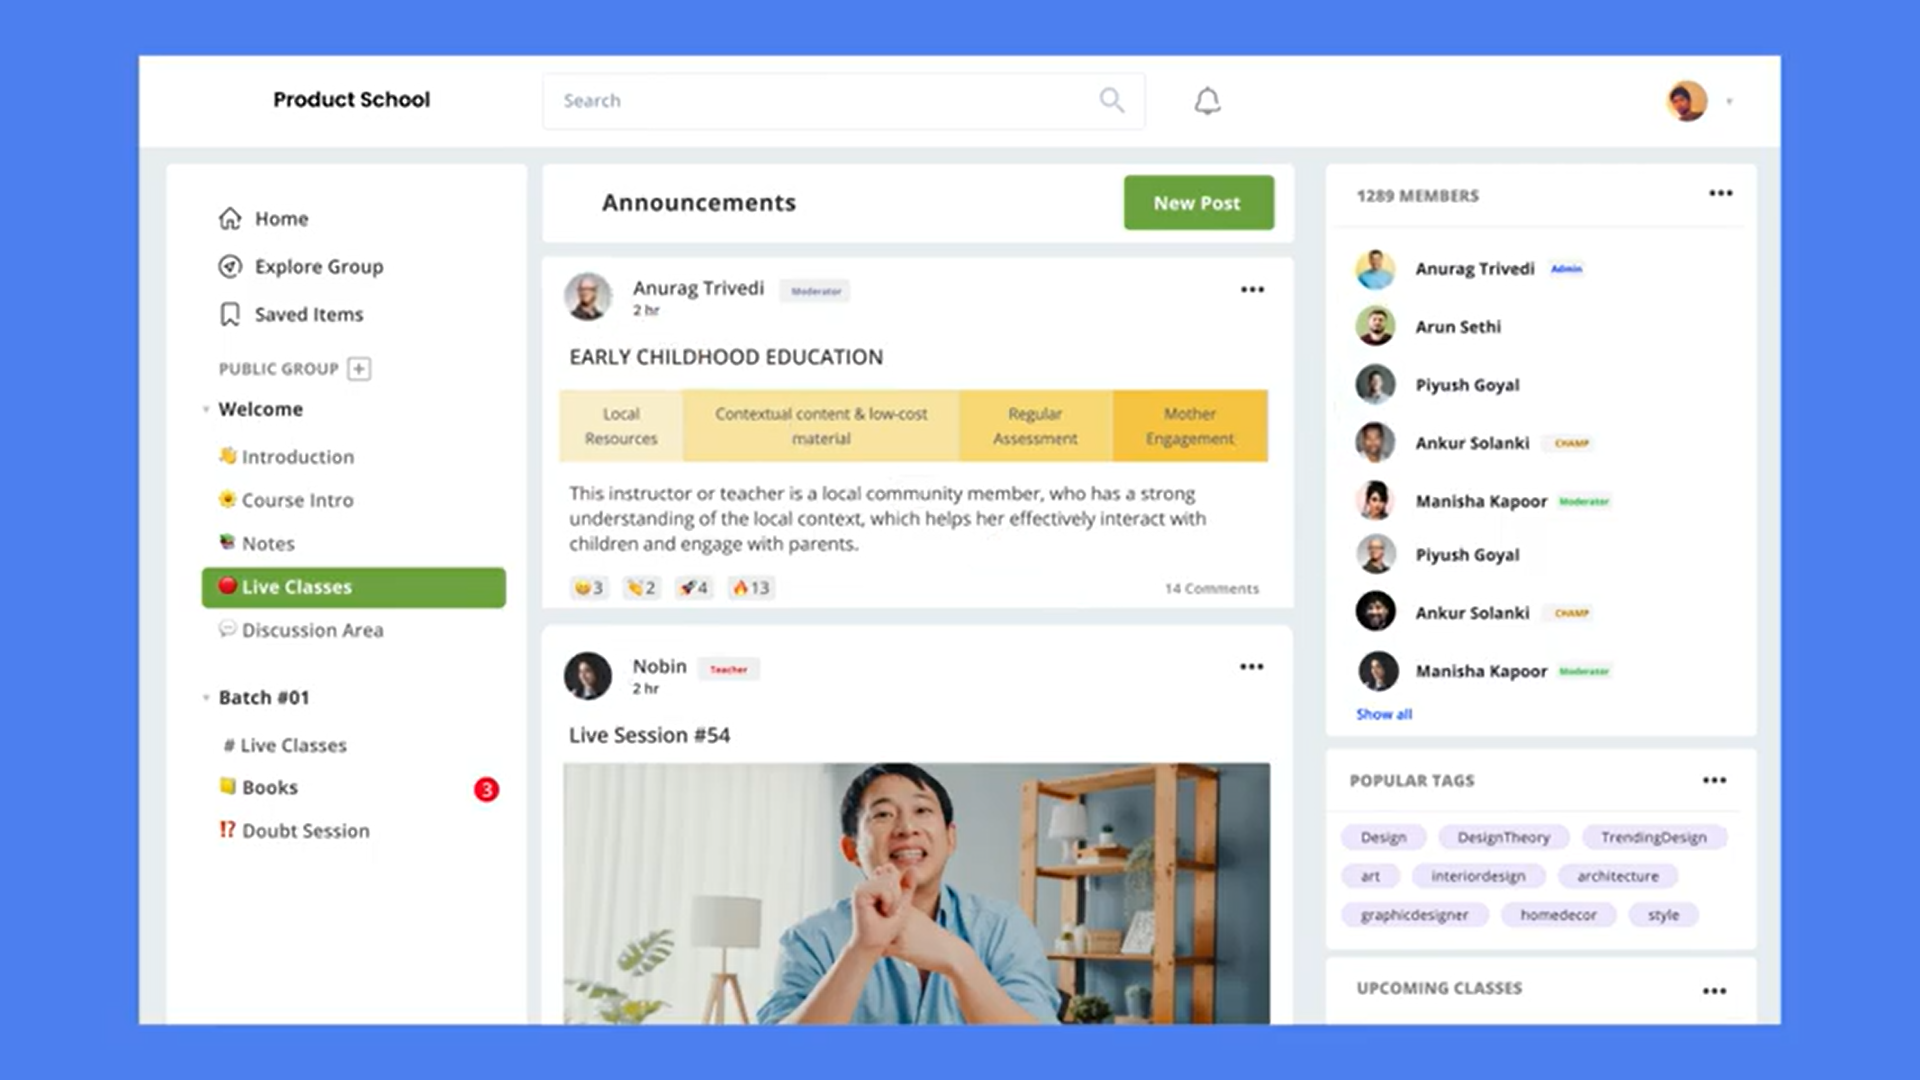 Product School
Search
Home
Explore Group
Saved Items
PUBLIC GROUP
Welcome
Introduction
Course Intro
Notes
Live Classes
Discussion Area
Batch #01
# Live Classes
Books
3
Doubt Session
Announcements
New Post
Anurag Trivedi Moderator
2 hr
EARLY CHILDHOOD EDUCATION
Local
Resources
Contextual content & low-cost
material
Regular
Assessment
Mother
Engagement
This instructor or teacher is a local community member, who has a strong
understanding of the local context, which helps her effectively interact with
children and engage with parents.
3 2 4 13
14 Comments
Nobin Teacher
2 hr
Live Session #54
1289 MEMBERS
Anurag Trivedi Admin
Arun Sethi
Piyush Goyal
Ankur Solanki CHAMP
Manisha Kapoor Moderator
Piyush Goyal
Ankur Solanki CHAMP
Manisha Kapoor Moderator
Show all
POPULAR TAGS
Design DesignTheory TrendingDesign
art interiordesign architecture
graphicdesigner homedecor style
UPCOMING CLASSES